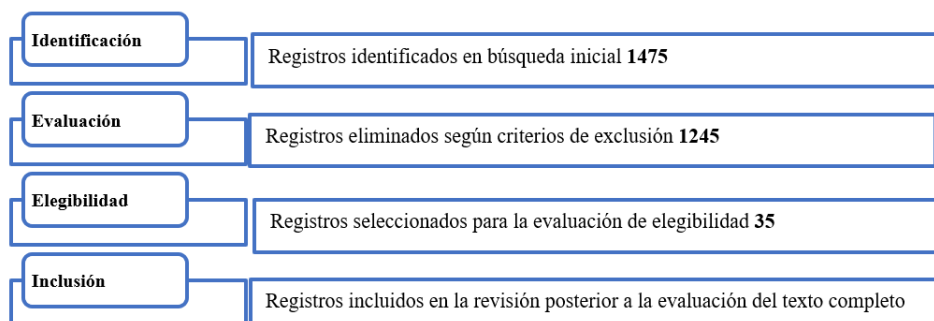 Identificación
Registros identificados en búsqueda inicial 1475
Evaluación
Registros eliminados según criterios de exclusión 1245
Elegibilidad
Registros seleccionados para la evaluación de elegibilidad 35
Inclusión
Registros incluidos en la revisión posterior a la evaluación del texto completo